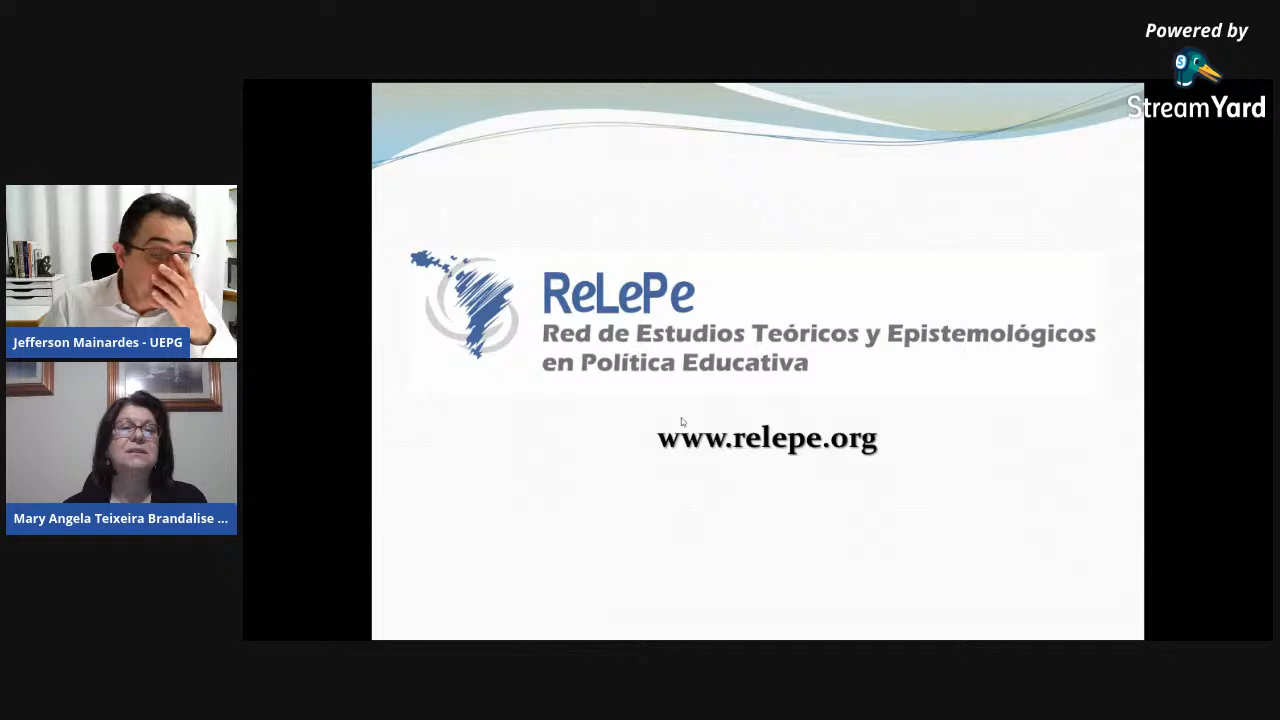 Powered by
StreamYard
Jefferson Mainardes - UEPG
Mary Angela Teixeira Brandalise ...
ReLePe
Red de Estudios Teóricos y Epistemológicos
en Política Educativa
www.relepe.org